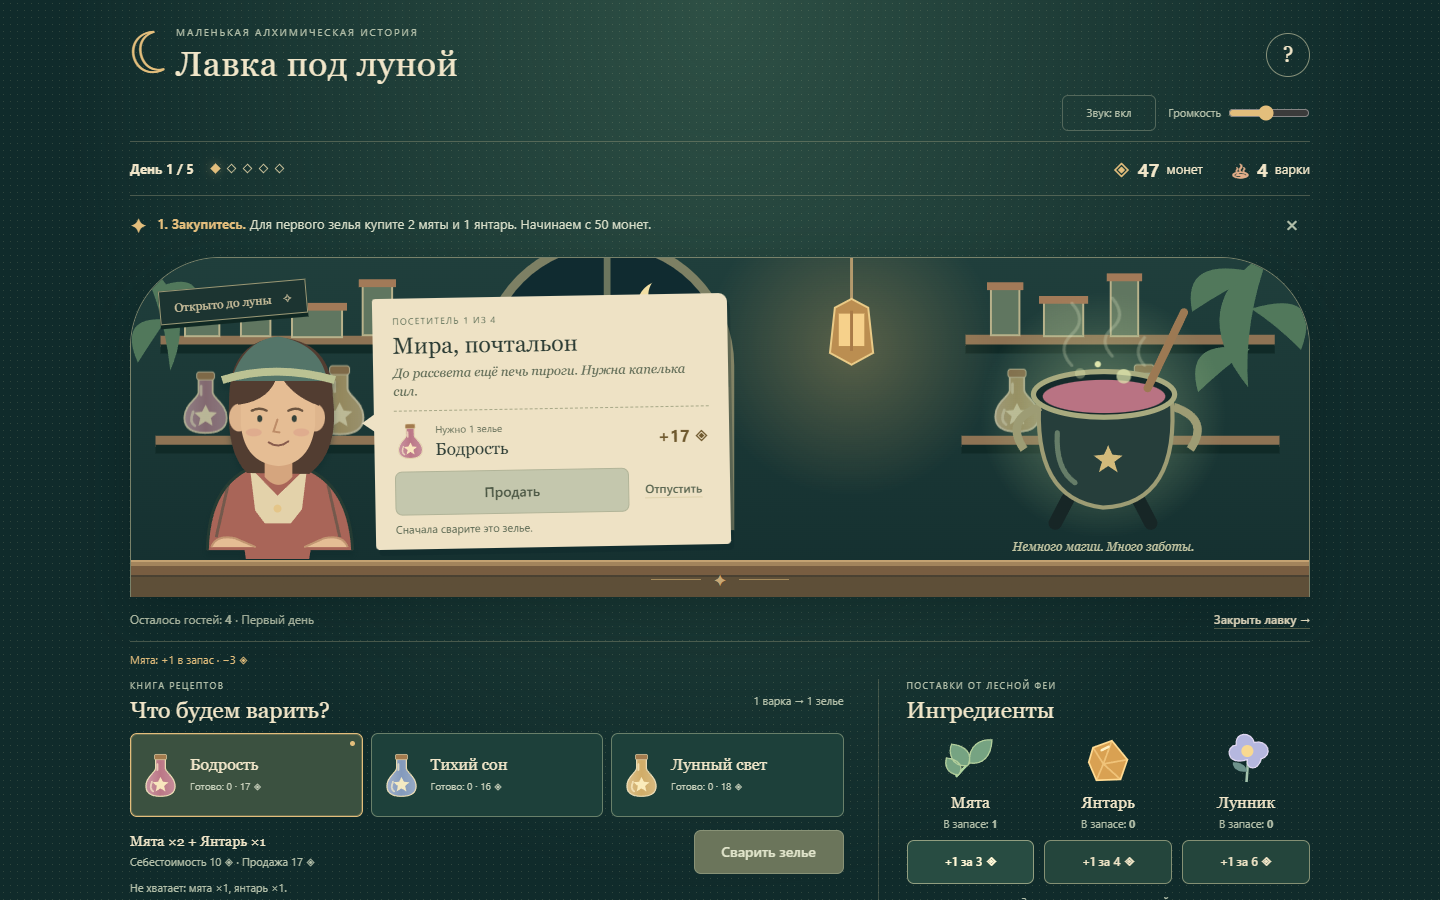 МАЛЕНЬКАЯ АЛХИМИЧЕСКАЯ ИСТОРИЯ
Лавка под луной
?
Звук: вкл
Громкость
День 1 / 5
47 монет
4 варки
1. Закупитесь. Для первого зелья купите 2 мяты и 1 янтарь. Начинаем с 50 монет.
×
Открыто до луны
ПОСЕТИТЕЛЬ 1 ИЗ 4
Мира, почтальон
До рассвета ещё печь пироги. Нужна капелька
сил.
Нужно 1 зелье
Бодрость
+17
Продать
Отпустить
Сначала сварите это зелье.
Немного магии. Много заботы.
Осталось гостей: 4 · Первый день
Закрыть лавку →
Мята: +1 в запас · −3
КНИГА РЕЦЕПТОВ
Что будем варить?
1 варка → 1 зелье
Бодрость
Готово: 0 · 17
Тихий сон
Готово: 0 · 16
Лунный свет
Готово: 0 · 18
Мята ×2 + Янтарь ×1
Себестоимость 10 · Продажа 17
Не хватает: мята ×1, янтарь ×1.
Сварить зелье
ПОСТАВКИ ОТ ЛЕСНОЙ ФЕИ
Ингредиенты
Мята
В запасе: 1
+1 за 3
Янтарь
В запасе: 0
+1 за 4
Лунник
В запасе: 0
+1 за 6